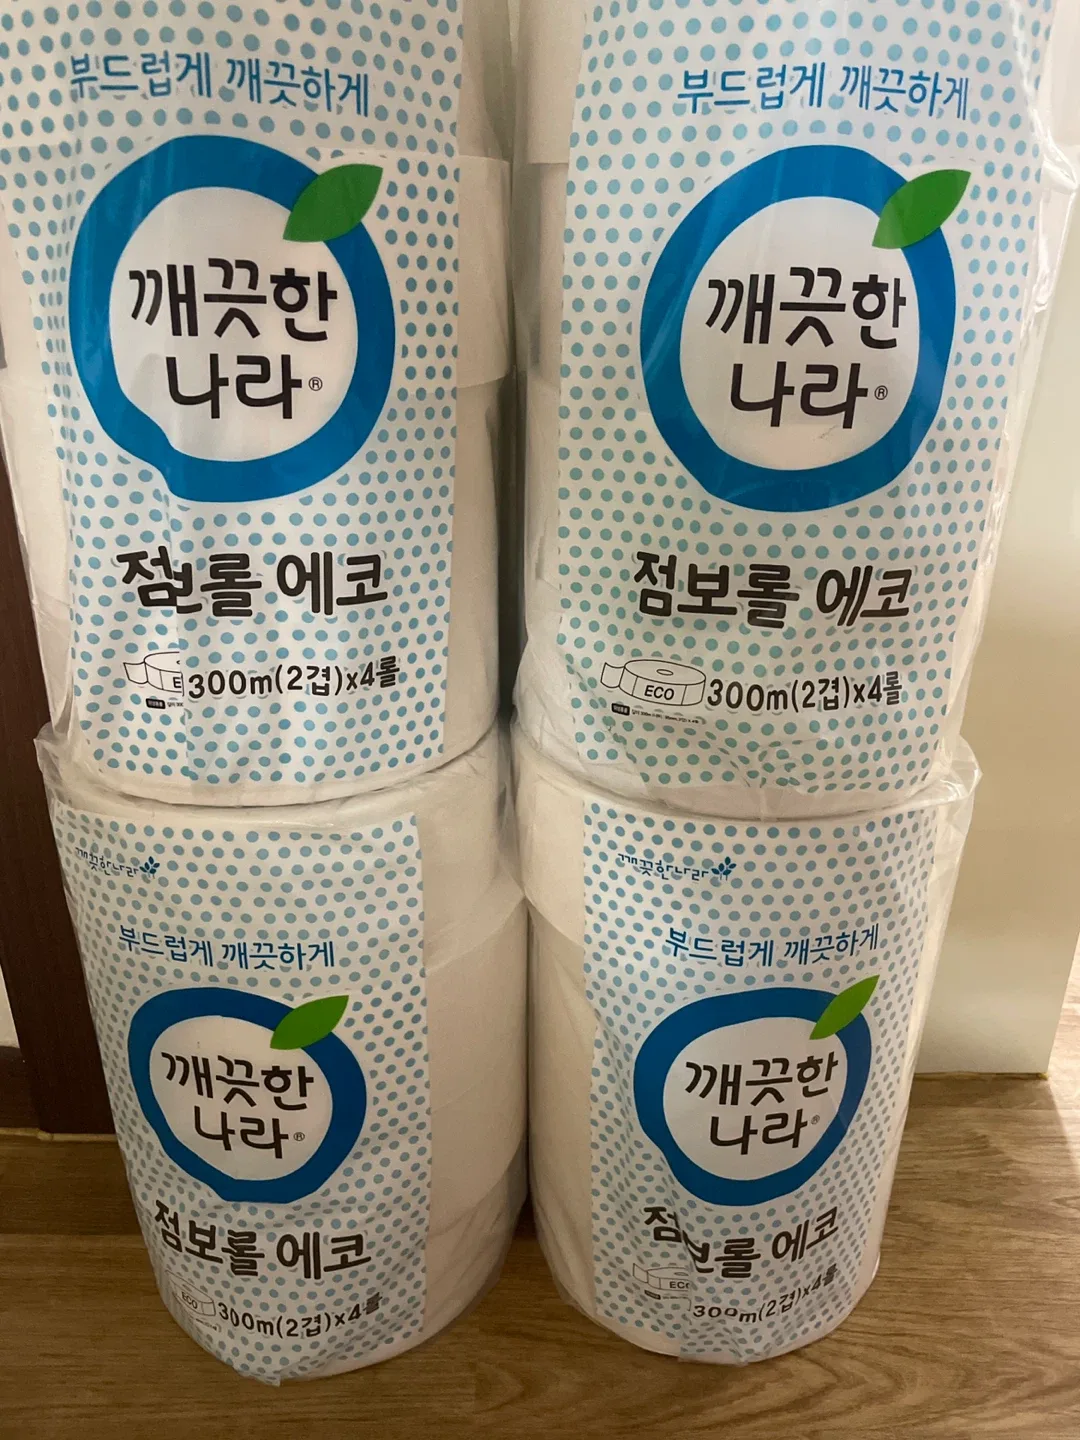 부드럽게 깨끗하게
깨끗한
나라®
점보롤 에코
300m(2겹)x4롤
부드럽게 깨끗하게
깨끗한
나라®
점보롤 에코
ECO
300m(2겹)x4롤
깨끗한나라
부드럽게 깨끗하게
깨끗한
나라®
점보롤 에코
ECO
300m(2겹)x4롤
깨끗한나라
부드럽게 깨끗하게
깨끗한
나라®
점보롤 에코
300m(2겹)x4롤